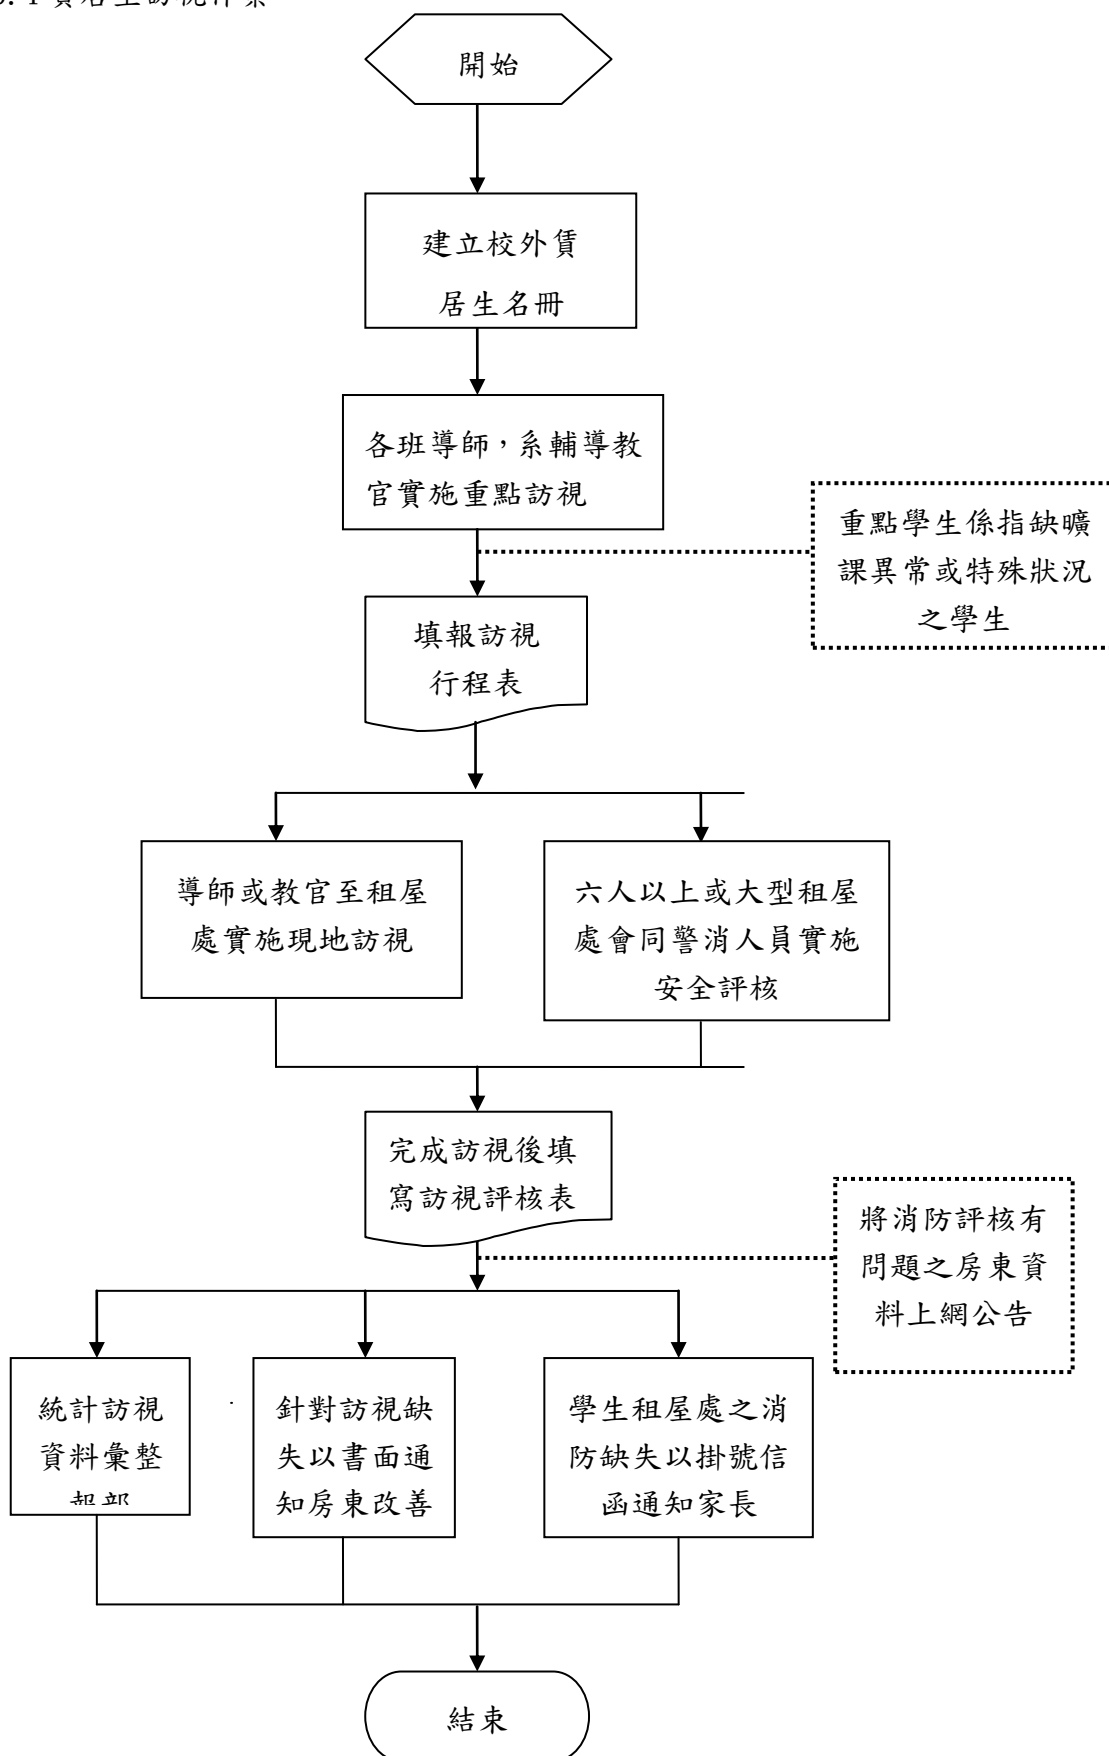 開始
建立校外賃
居生名冊
各班導師，系輔導教
官實施重點訪視
重點學生係指缺曠
課異常或特殊狀況
之學生
填報訪視
行程表
導師或教官至租屋
處實施現地訪視
六人以上或大型租屋
處會同警消人員實施
安全評核
完成訪視後填
寫訪視評核表
將消防評核有
問題之房東資
料上網公告
統計訪視
資料彙整
報部
針對訪視缺
失以書面通
知房東改善
學生租屋處之消
防缺失以掛號信
函通知家長
結束